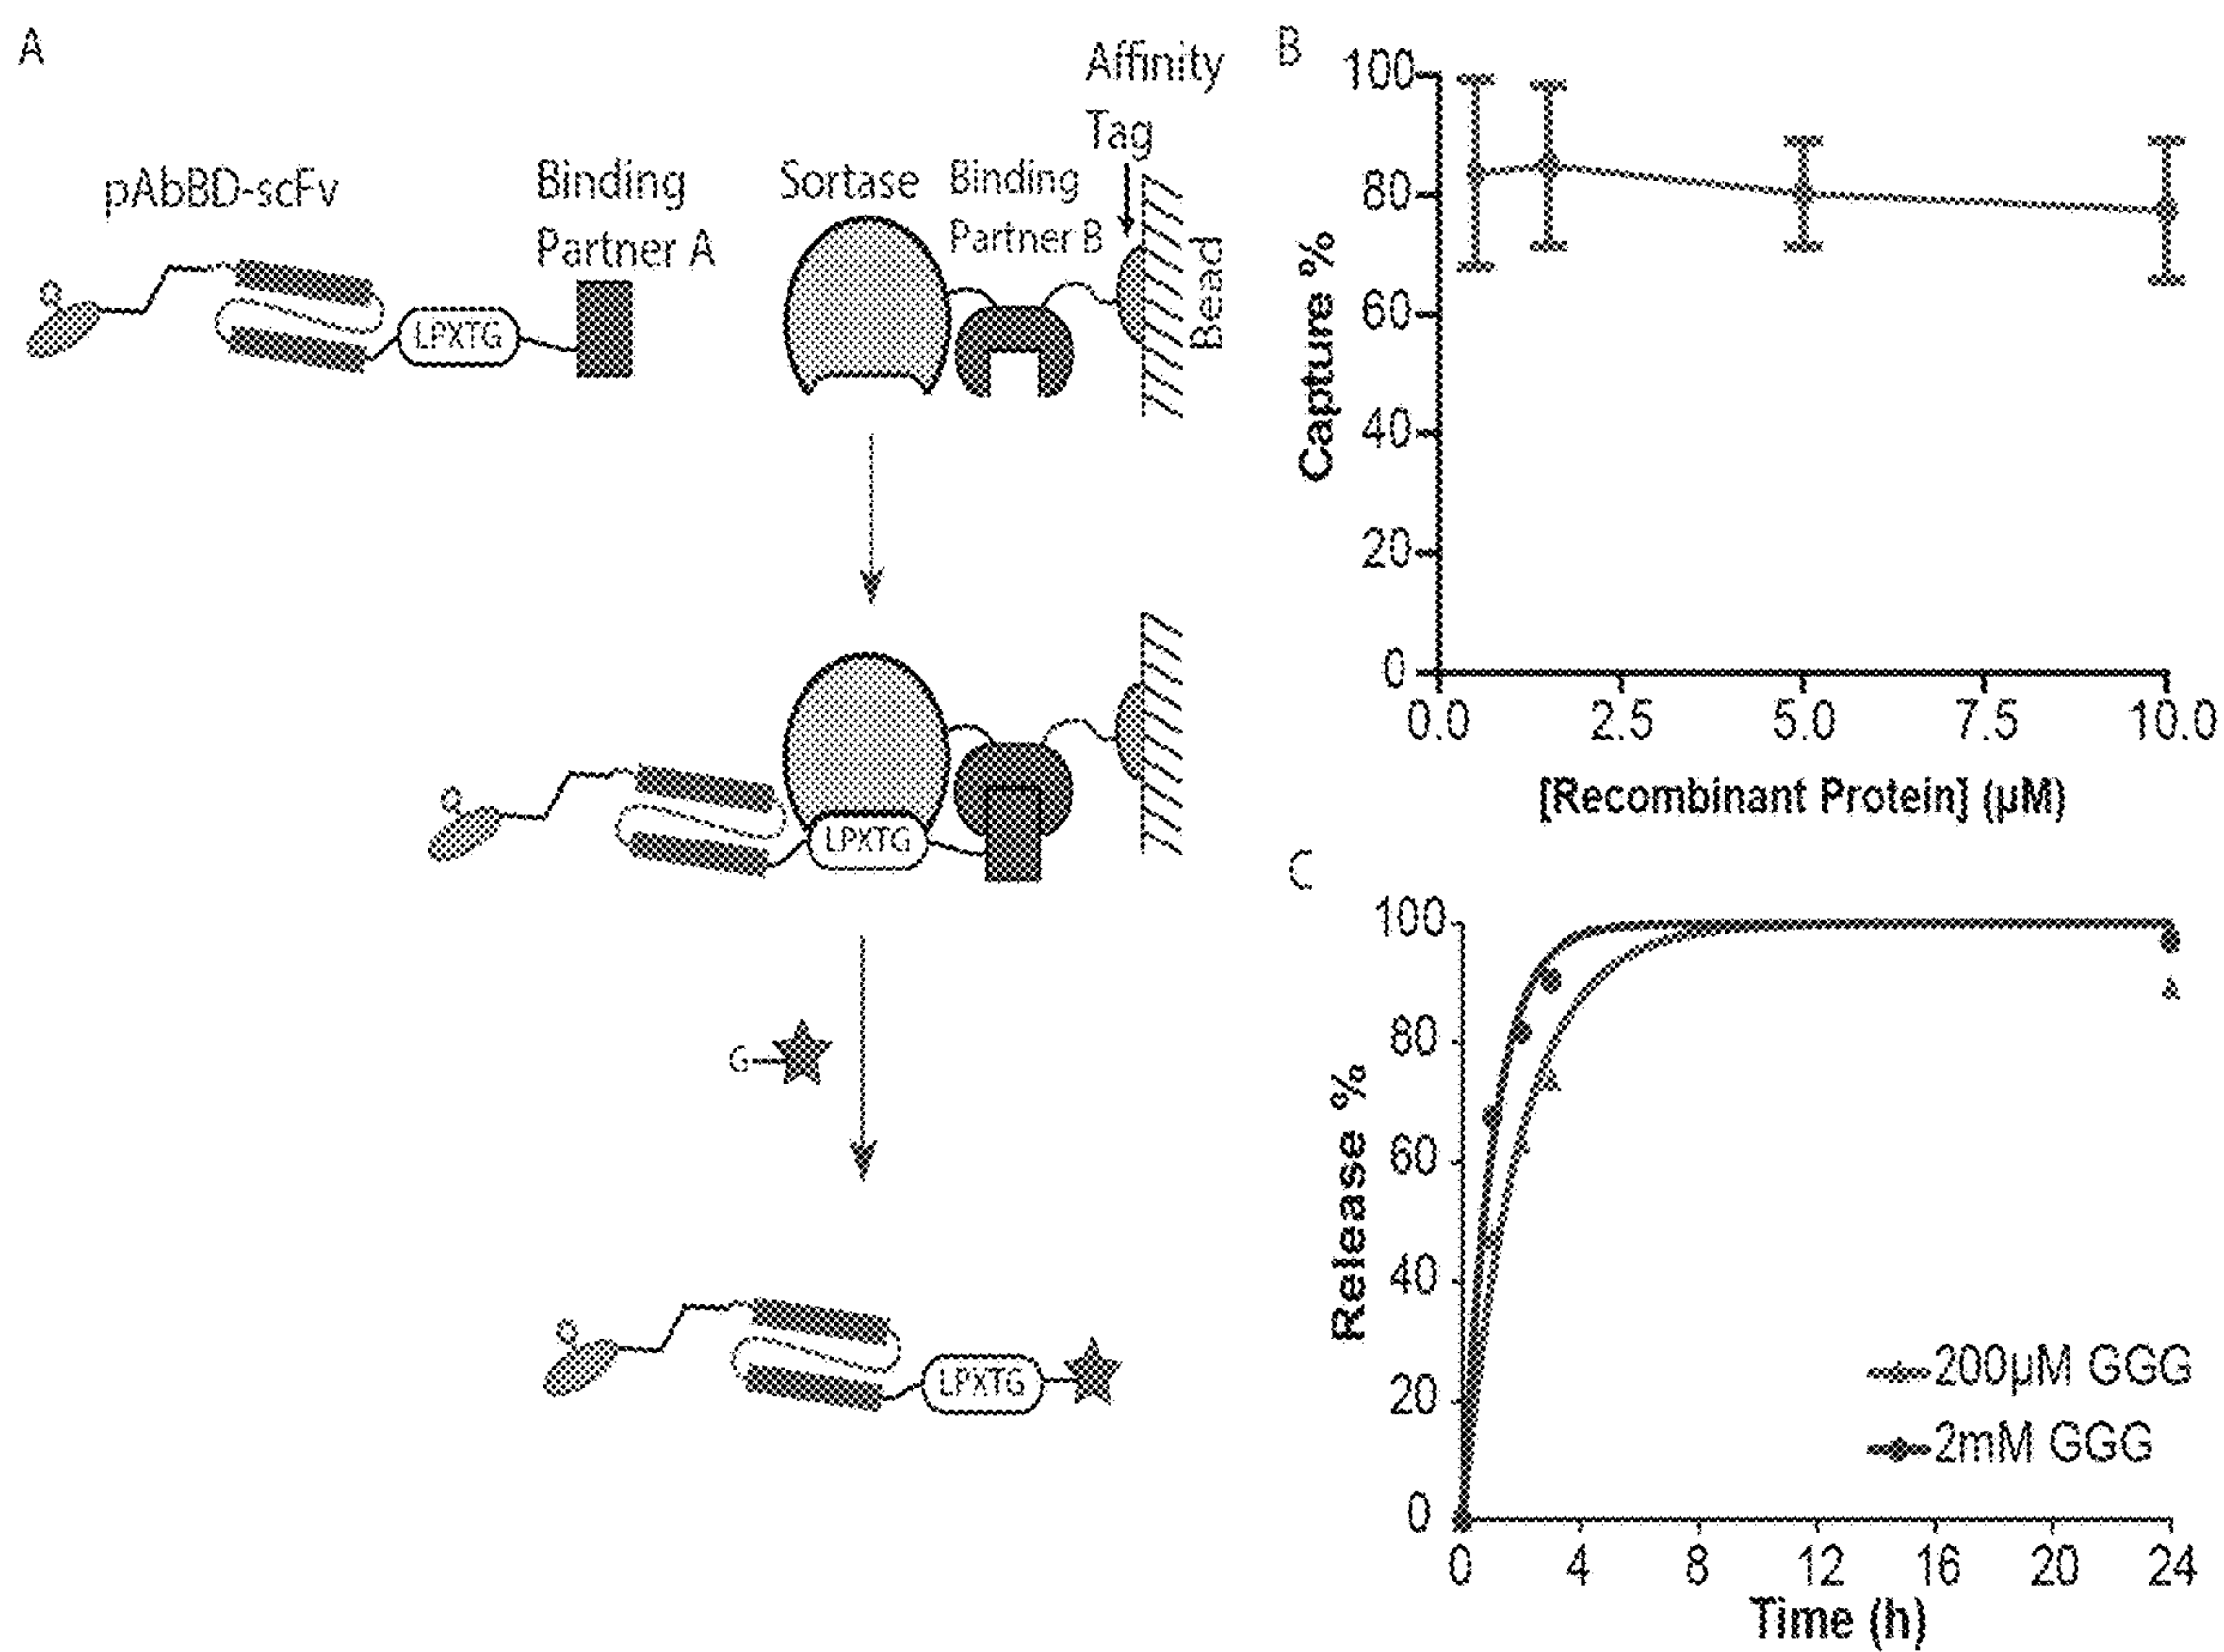 A
pAbBD-scFv
Binding
Partner A
Sortase
Binding
Partner B
Affinity
Tag
Bead
LPXTG
LPXTG
G
LPXTG
B
Capture %
100
80
60
40
20
0
0.0 2.5 5.0 7.5 10.0
[Recombinant Protein] (µM)
C
Release %
100
80
60
40
20
0
200µM GGG
2mM GGG
0 4 8 12 16 20 24
Time (h)